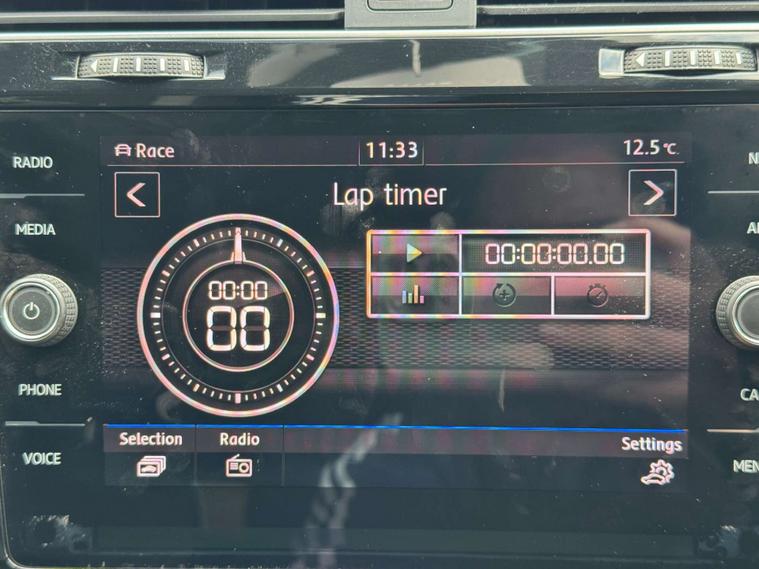 RADIO
MEDIA
PHONE
VOICE
Race
11:33
12.5°C
Lap timer
00:00
00
00:00:00.00
Selection
Radio
Settings